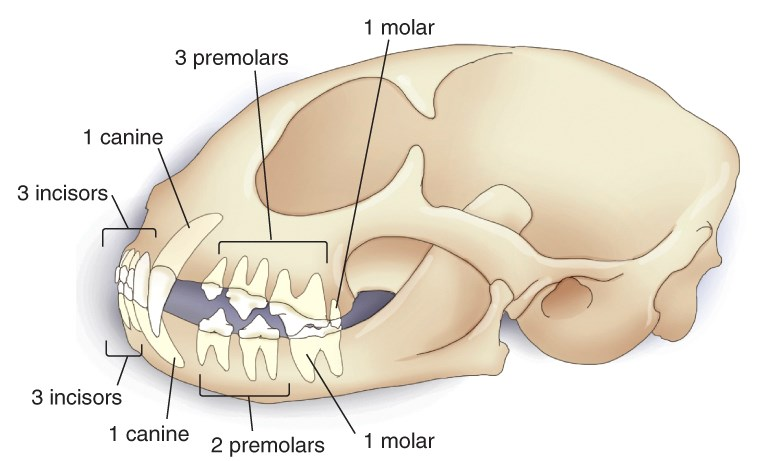 1 molar
3 premolars
1 canine
3 incisors
3 incisors
1 canine
2 premolars
1 molar